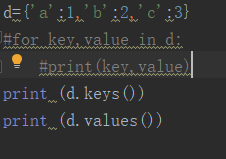 d={'a':1,'b':2,'c':3}
#for key,value in d:
#print(key,value)
print (d.keys())
print (d.values())